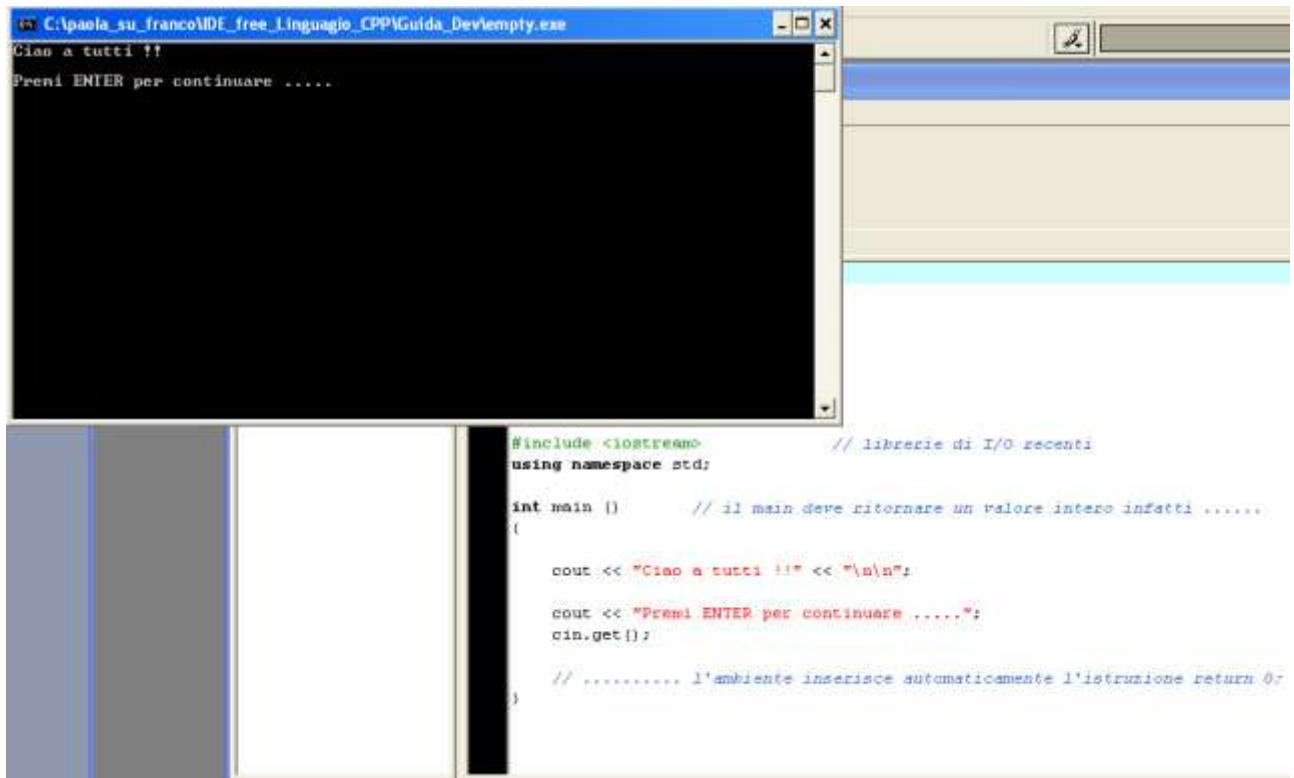 C:\paola_su_franco\IDE_free_Linguagio_CPP\Guida_Dev\empty.exe
Ciao a tutti !!
Premi ENTER per continuare .....
#include <iostream> // librerie di I/O recenti
using namespace std;
int main () // il main deve ritornare un valore intero infatti ......
{
cout << "Ciao a tutti !!" << "\n\n";
cout << "Premi ENTER per continuare .....";
cin.get();
// .......... l'ambiente inserisce automaticamente l'istruzione return 0;
}